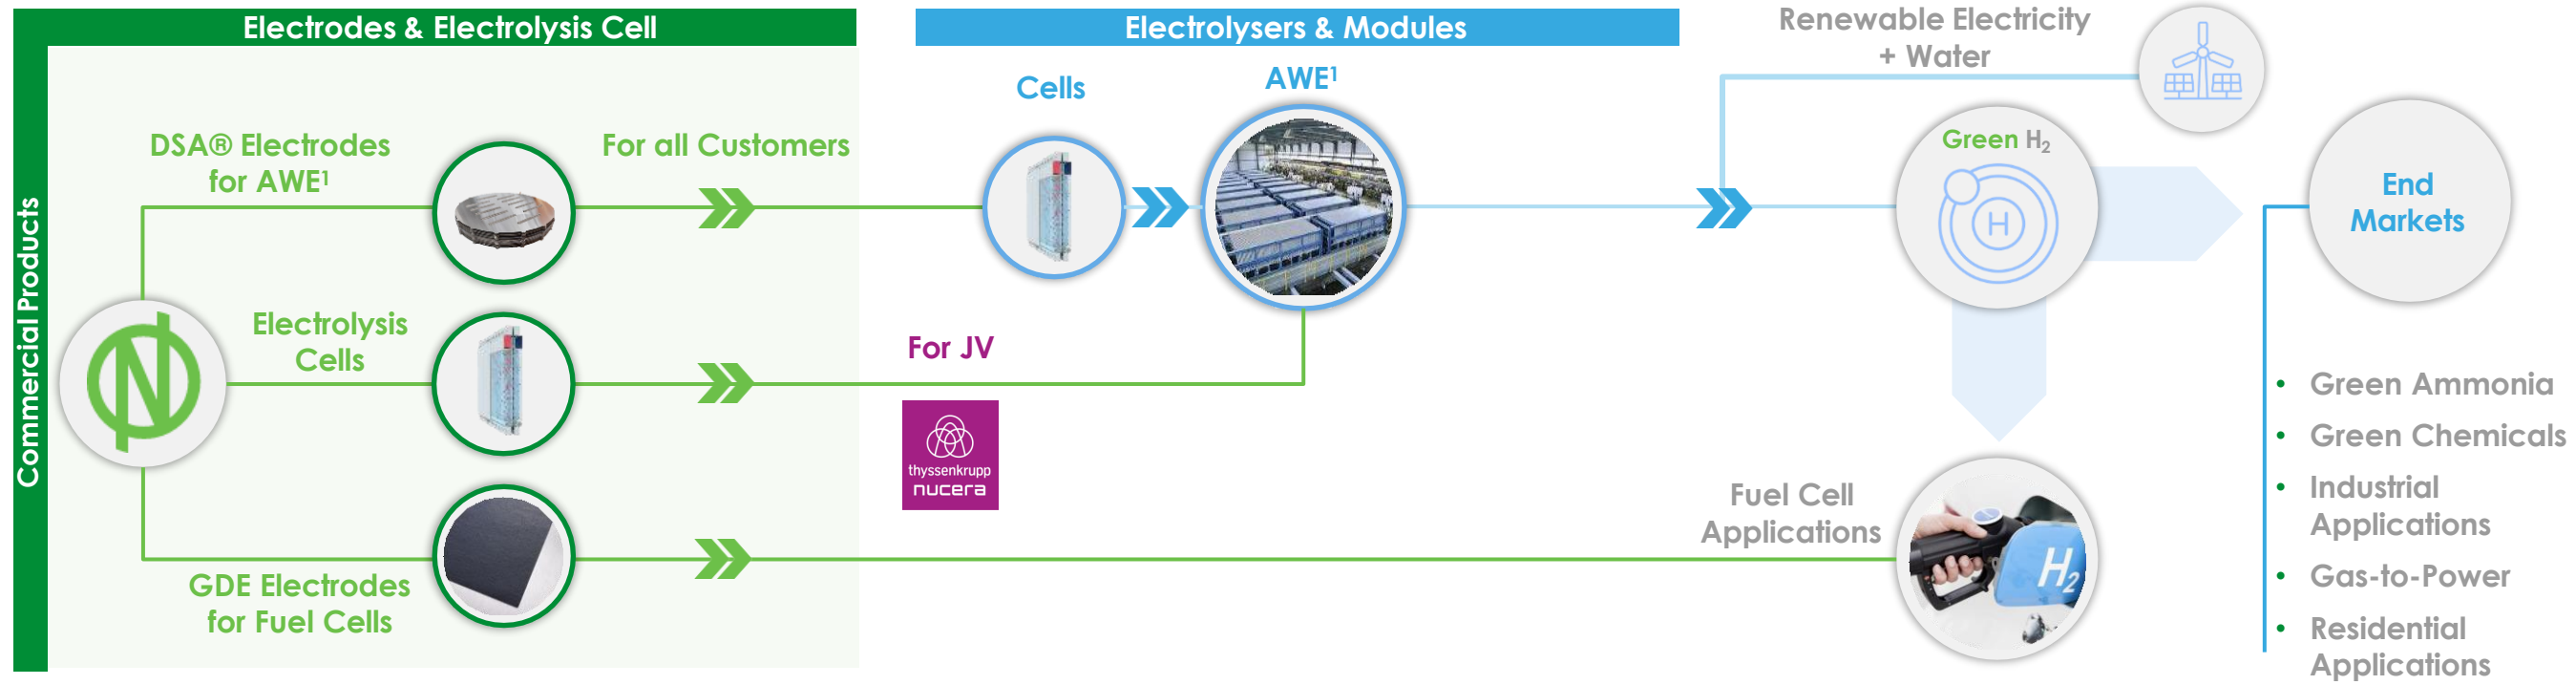 Electrodes & Electrolysis Cell
Electrolysers & Modules
Renewable Electricity
+ Water
Commercial Products
DSA® Electrodes
for AWE¹
For all Customers
Cells
AWE¹
Green H₂
H
End
Markets
Electrolysis
Cells
For JV
thyssenkrupp
nucera
N
GDE Electrodes
for Fuel Cells
Fuel Cell
Applications
H₂
• Green Ammonia
• Green Chemicals
• Industrial
Applications
• Gas-to-Power
• Residential
Applications